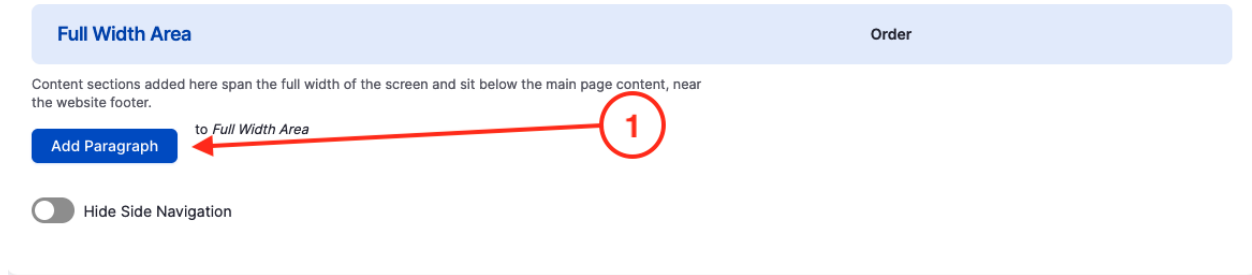 Full Width Area
Order
Content sections added here span the full width of the screen and sit below the main page content, near
the website footer.
to Full Width Area
1
Add Paragraph
Hide Side Navigation